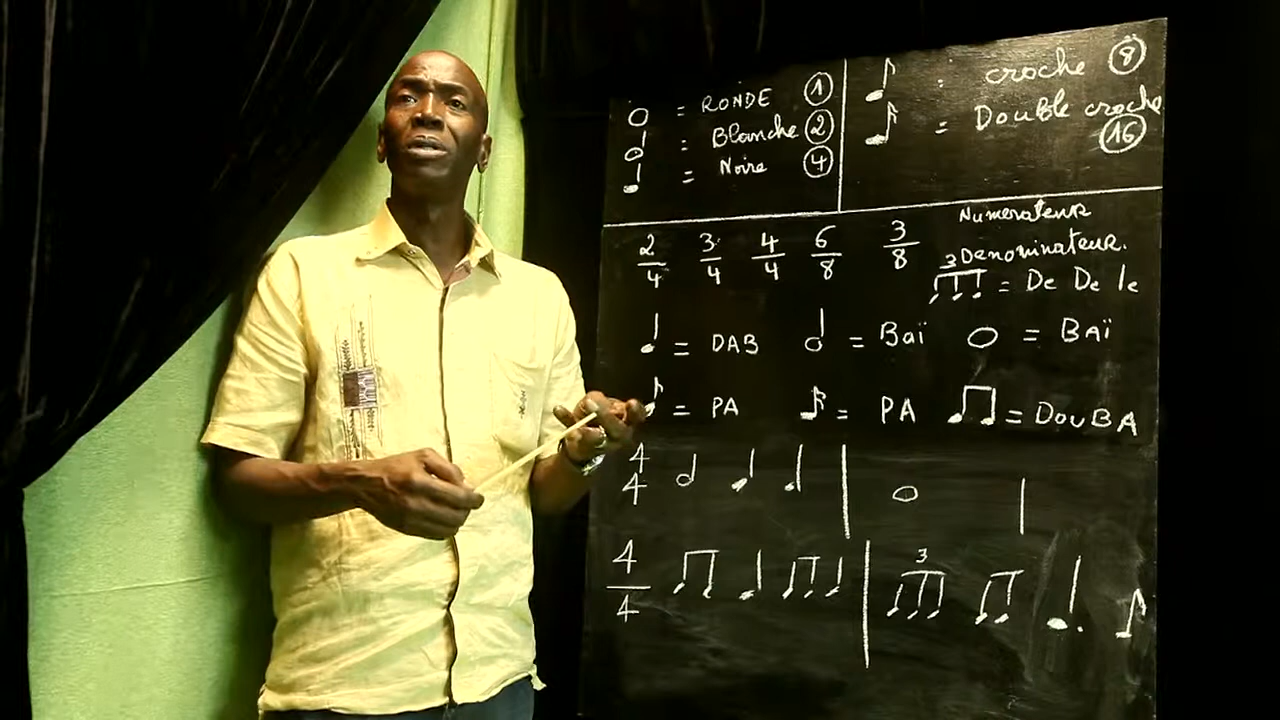 = RONDE 1
: Blanche 2
= Noire 4
: croche 8
= Double croche
16
2/4 3/4 4/4 6/8 3/8
Numerateur
Denominateur.
3 = De De le
= DAB = Baï = BAÏ
= PA = PA = DOUBA
4/4
4/4 3